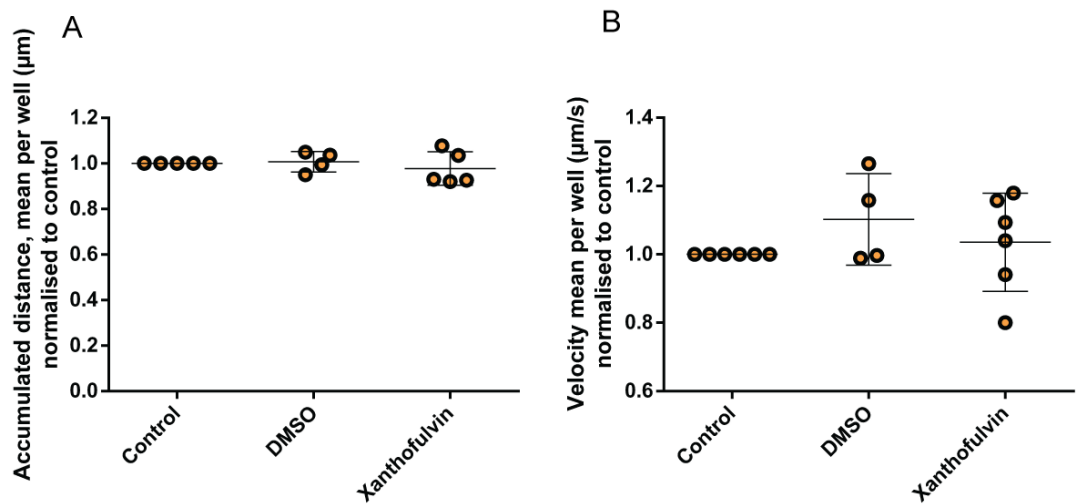 A
Accumulated distance, mean per well (µm)
normalised to control
1.2
1.0
0.8
0.6
0.4
0.2
0.0
Control
DMSO
Xanthofulvin
B
Velocity mean per well (µm/s)
normalised to control
1.4
1.2
1.0
0.8
0.6
Control
DMSO
Xanthofulvin